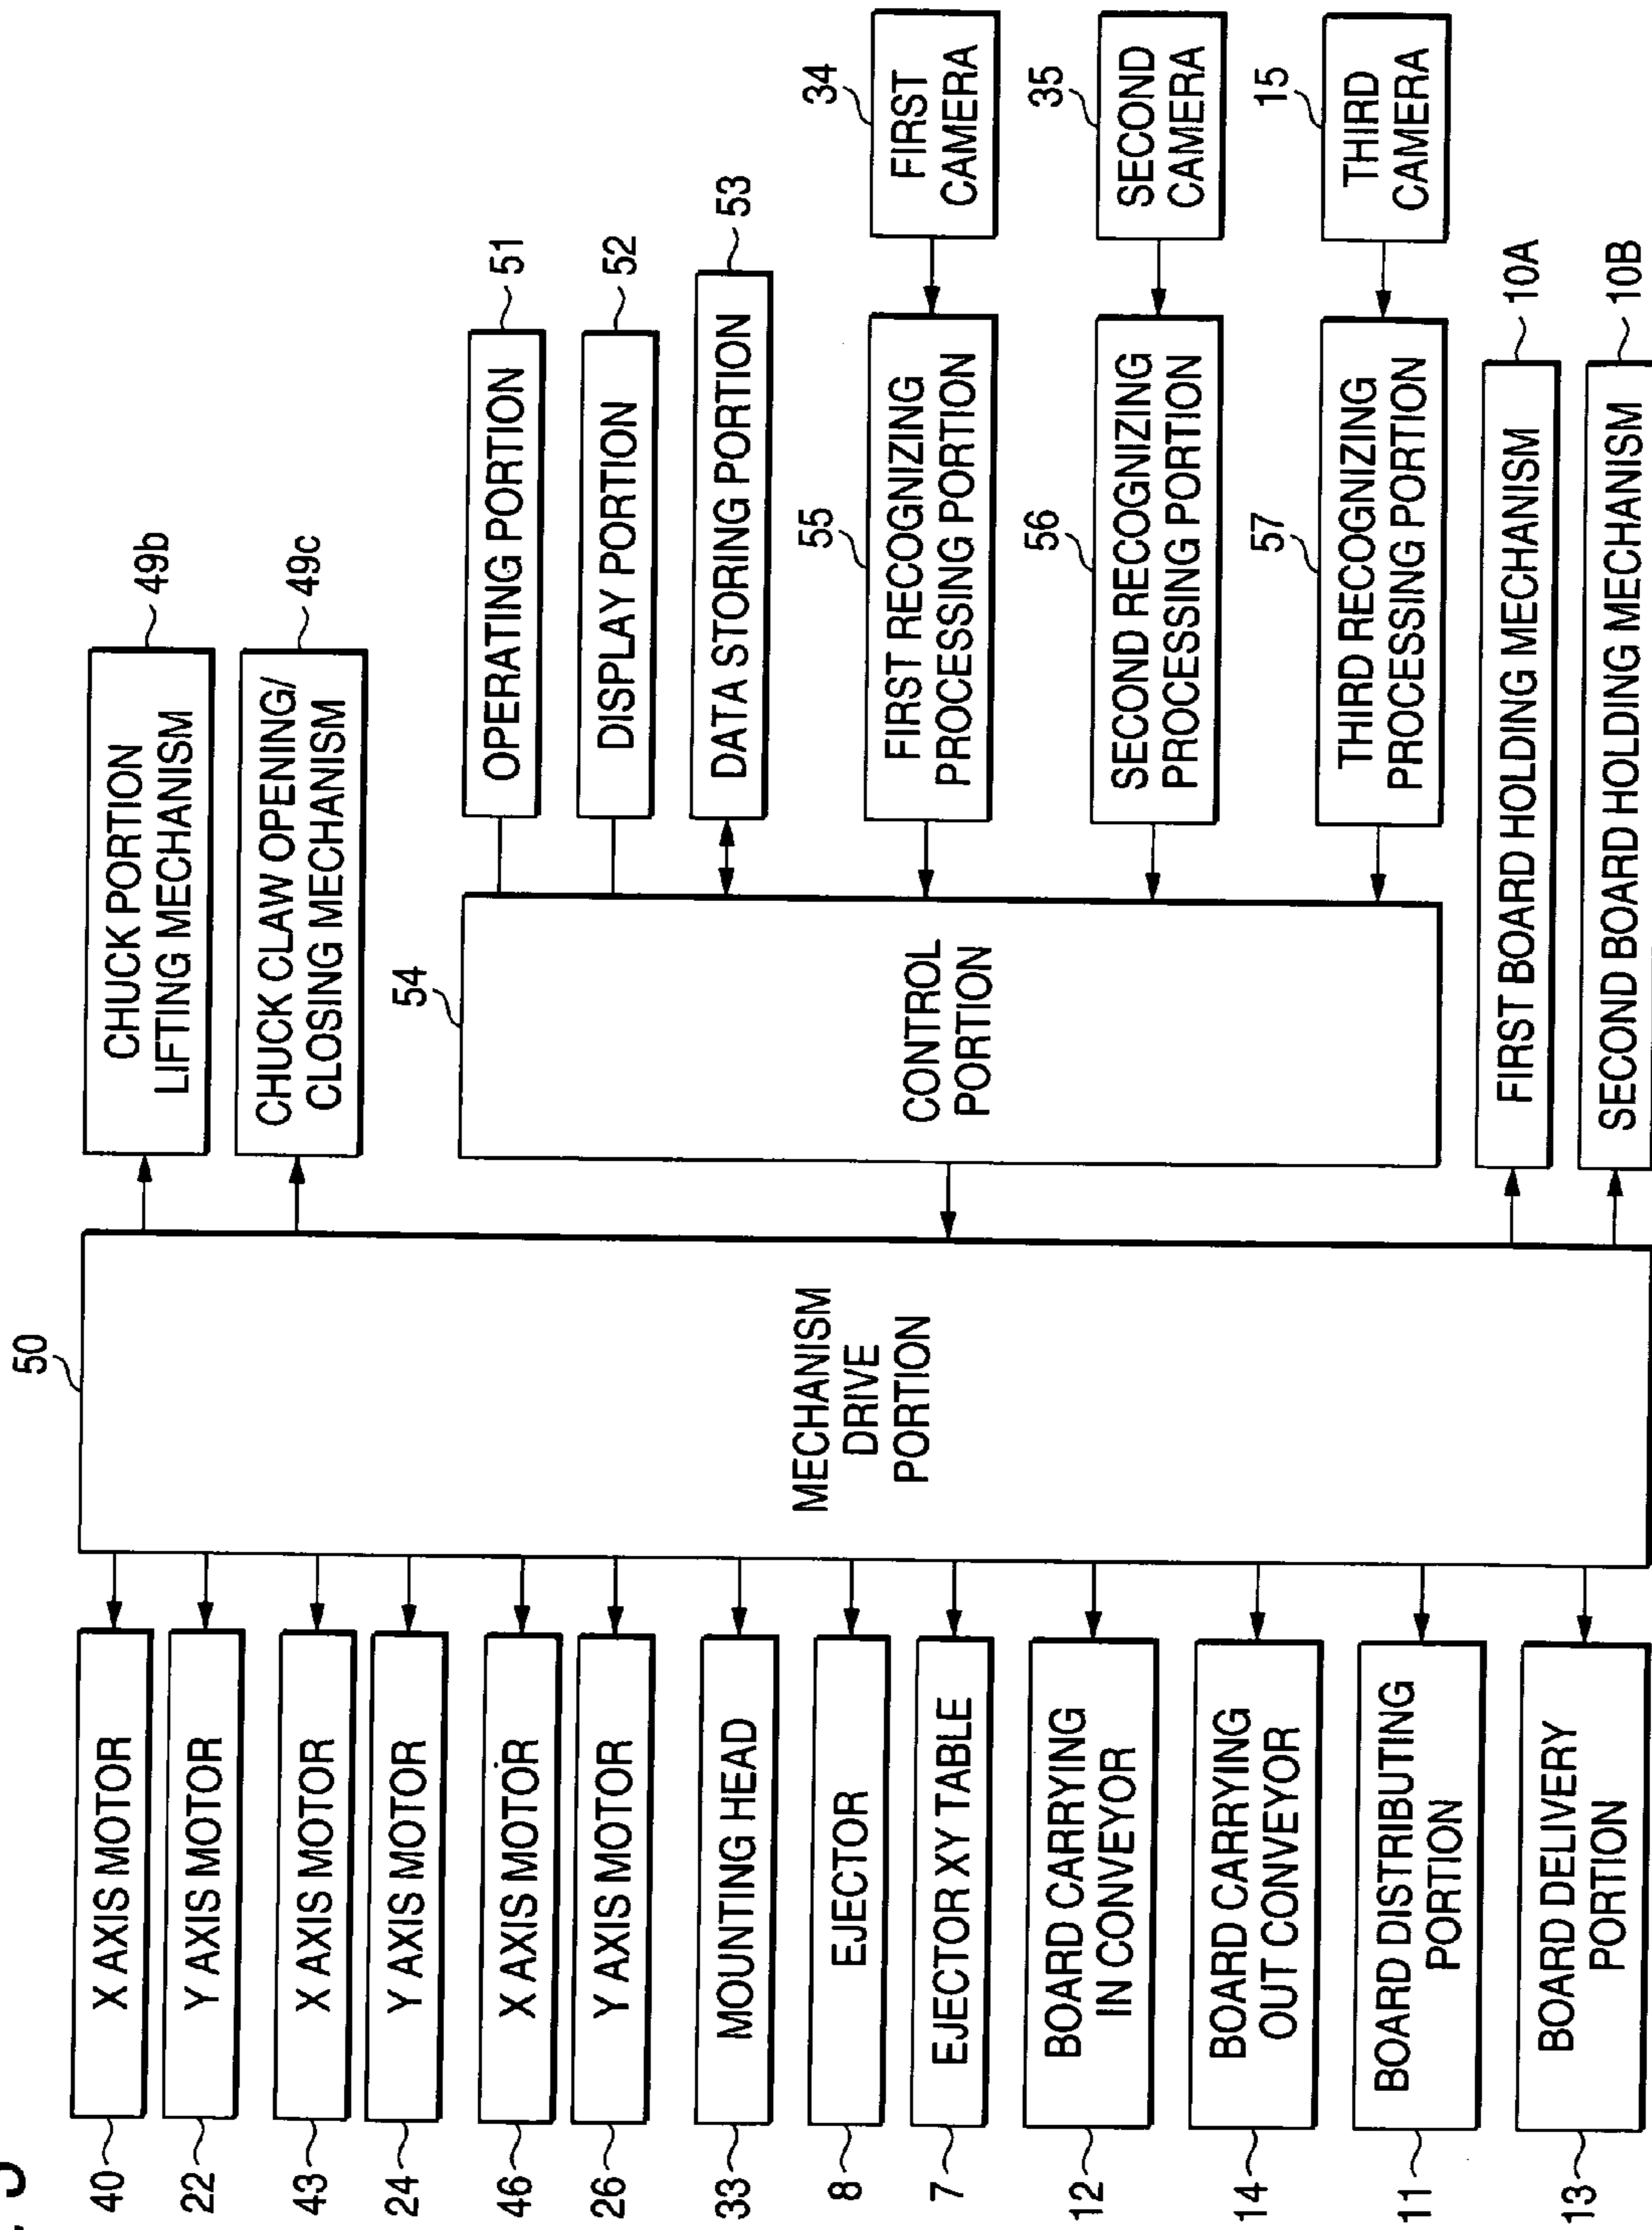 50
40
X AXIS MOTOR
22
Y AXIS MOTOR
43
X AXIS MOTOR
24
Y AXIS MOTOR
46
X AXIS MOTOR
26
Y AXIS MOTOR
33
MOUNTING HEAD
8
EJECTOR
7
EJECTOR XY TABLE
12
BOARD CARRYING
IN CONVEYOR
14
BOARD CARRYING
OUT CONVEYOR
11
BOARD DISTRIBUTING
PORTION
13
BOARD DELIVERY
PORTION
MECHANISM
DRIVE
PORTION
CHUCK PORTION
LIFTING MECHANISM
49b
CHUCK CLAW OPENING/
CLOSING MECHANISM
49c
54
CONTROL
PORTION
OPERATING PORTION
51
DISPLAY PORTION
52
DATA STORING PORTION
53
55
FIRST RECOGNIZING
PROCESSING PORTION
34
FIRST
CAMERA
56
SECOND RECOGNIZING
PROCESSING PORTION
35
SECOND
CAMERA
57
THIRD RECOGNIZING
PROCESSING PORTION
15
THIRD
CAMERA
FIRST BOARD HOLDING MECHANISM
10A
SECOND BOARD HOLDING MECHANISM
10B